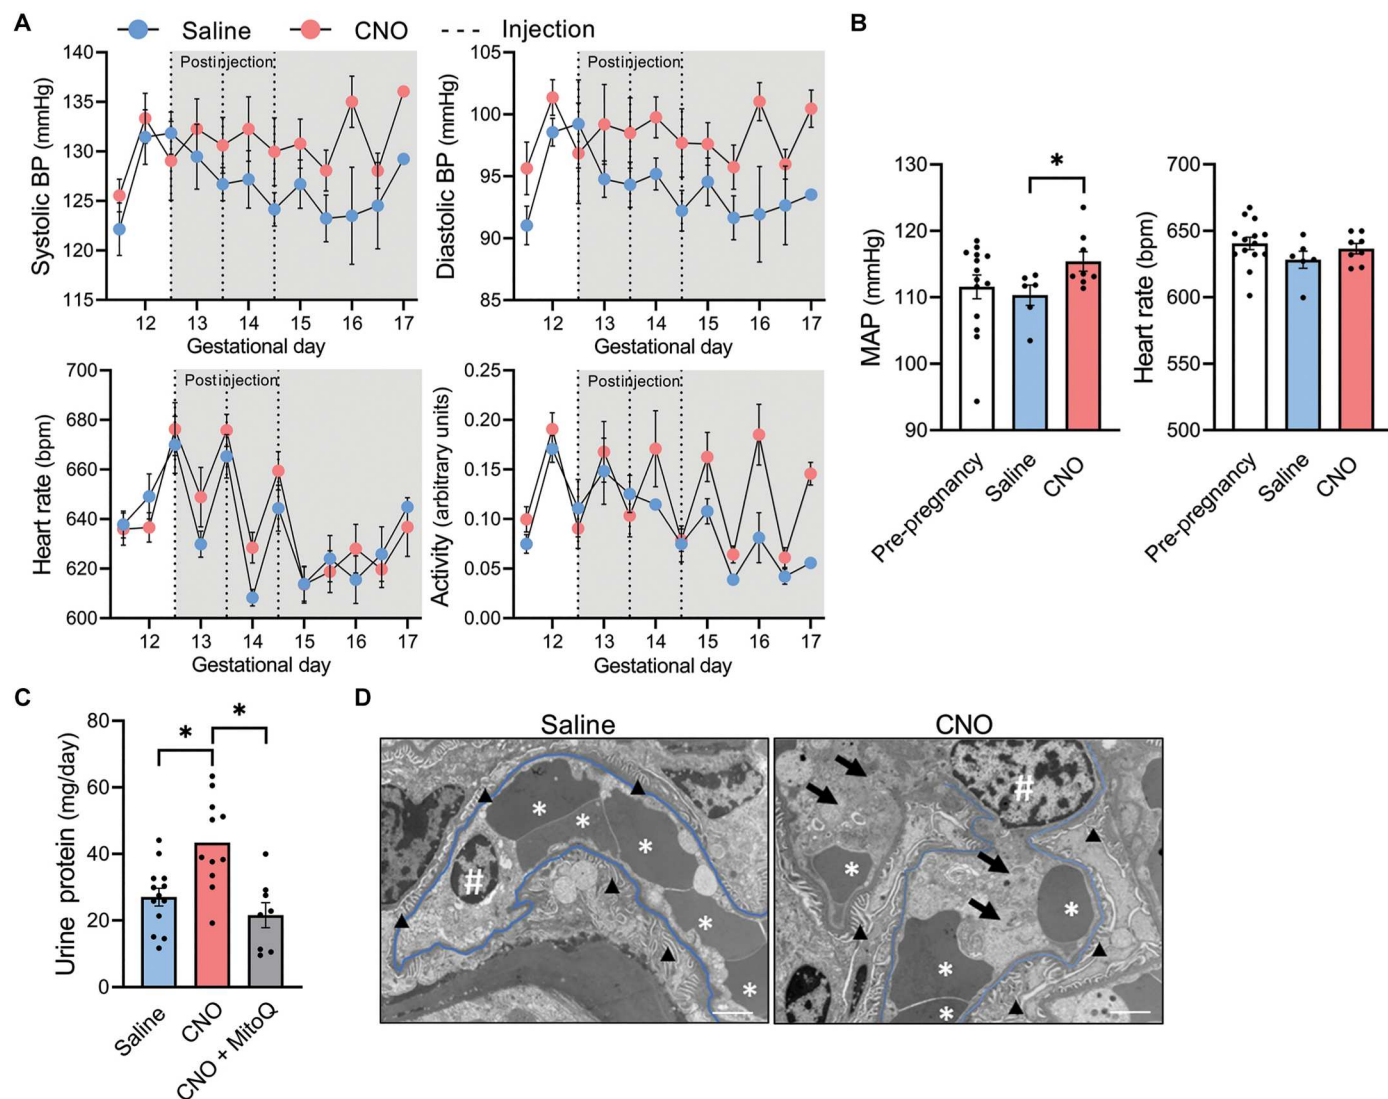 A
Saline
CNO
Injection
Systolic BP (mmHg)
140
135
130
125
120
115
Postinjection
12
13
14
15
16
17
Gestational day
Diastolic BP (mmHg)
105
100
95
90
85
Postinjection
12
13
14
15
16
17
Gestational day
Heart rate (bpm)
700
680
660
640
620
600
Postinjection
12
13
14
15
16
17
Gestational day
Activity (arbitrary units)
0.25
0.20
0.15
0.10
0.05
0.00
Postinjection
12
13
14
15
16
17
Gestational day
B
MAP (mmHg)
130
120
110
100
90
*
Pre-pregnancy
Saline
CNO
Heart rate (bpm)
700
650
600
550
500
Pre-pregnancy
Saline
CNO
C
Urine protein (mg/day)
80
60
40
20
0
*
*
Saline
CNO
CNO + MitoQ
D
Saline
*
*
*
#
*
*
CNO
#
*
*
*
*